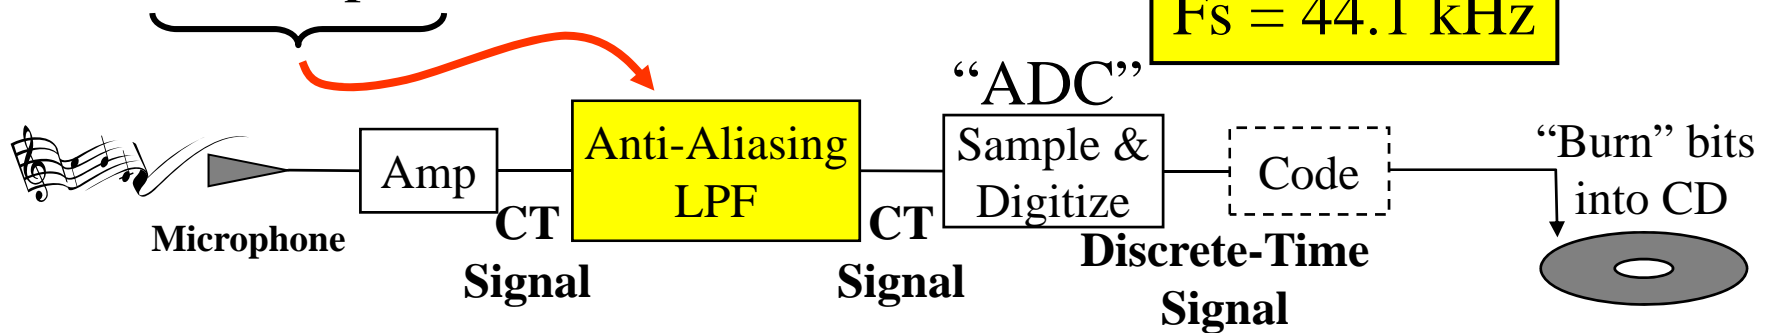 Fs = 44.1 kHz
“ADC”
Amp
Anti-Aliasing
LPF
Sample &
Digitize
Code
“Burn” bits
into CD
Microphone
CT
Signal
CT
Signal
Discrete-Time
Signal